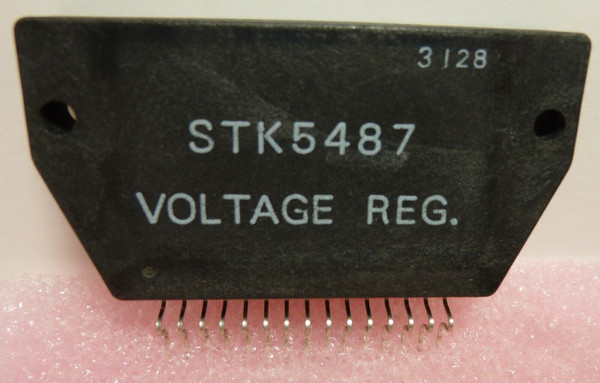 3128
STK5487
VOLTAGE REG.